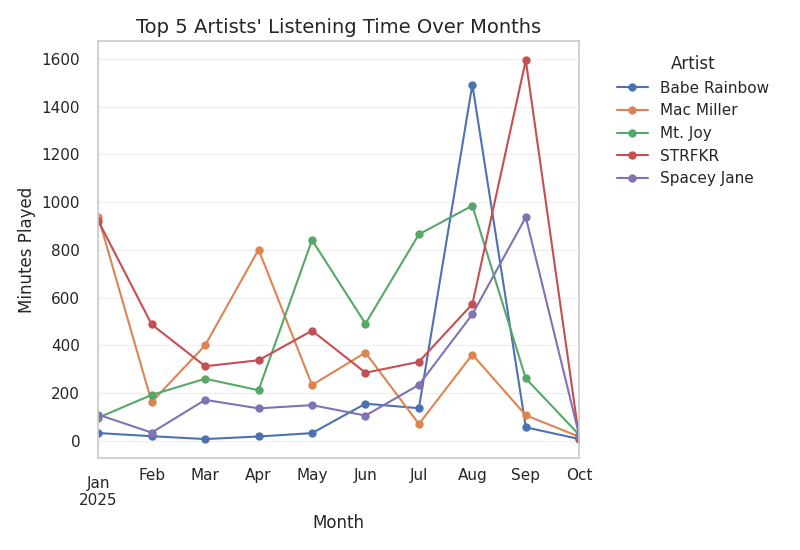 Top 5 Artists' Listening Time Over Months
1600
1400
1200
1000
800
600
400
200
0
Minutes Played
Jan
2025
Feb
Mar
Apr
May
Jun
Jul
Aug
Sep
Oct
Month
Artist
Babe Rainbow
Mac Miller
Mt. Joy
STRFKR
Spacey Jane